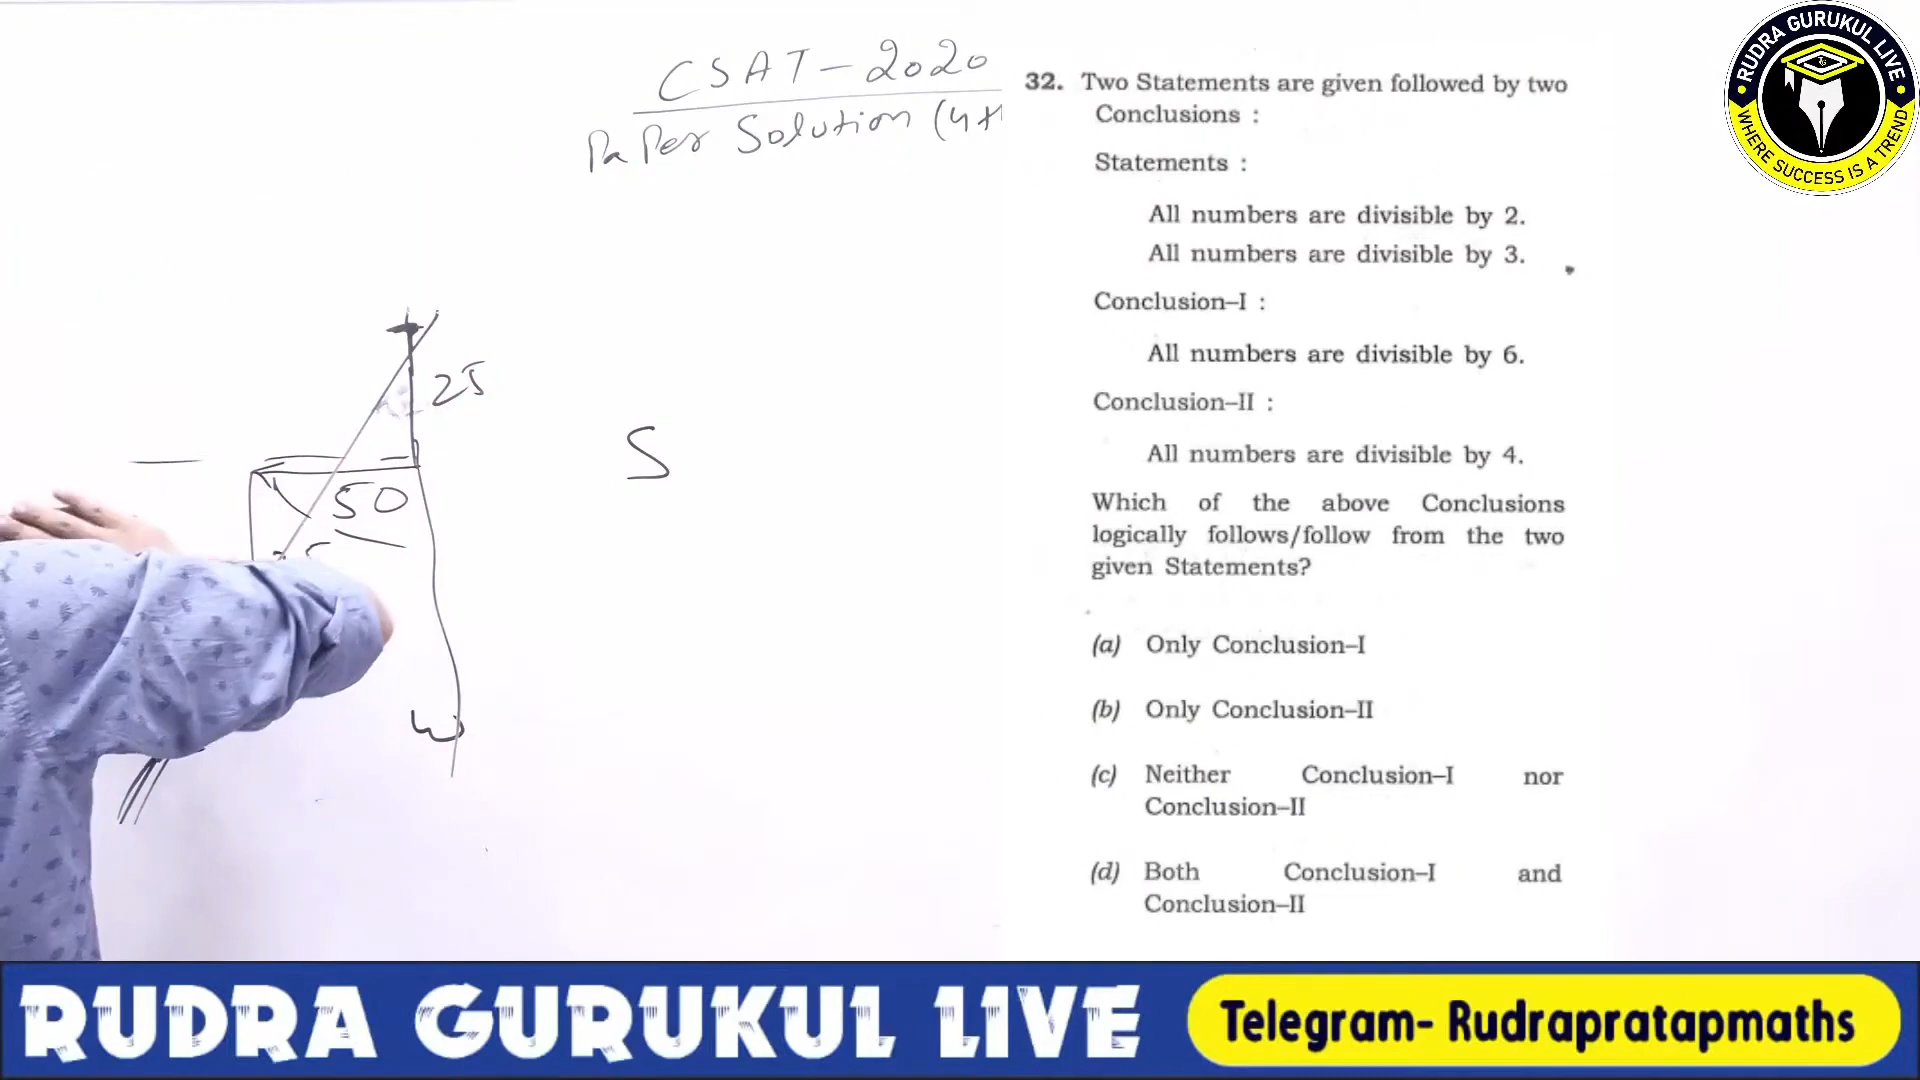 CSAT-2020
Paper Solution (4th
25
50
S
32. Two Statements are given followed by two
Conclusions :
Statements :
All numbers are divisible by 2.
All numbers are divisible by 3.
Conclusion-I :
All numbers are divisible by 6.
Conclusion-II :
All numbers are divisible by 4.
Which of the above Conclusions
logically follows/follow from the two
given Statements?
(a) Only Conclusion-I
(b) Only Conclusion-II
(c) Neither Conclusion-I nor
Conclusion-II
(d) Both Conclusion-I and
Conclusion-II
RUDRA GURUKUL LIVE
WHERE SUCCESS IS A TREND
RUDRA GURUKUL LIVE
Telegram- Rudrapratapmaths